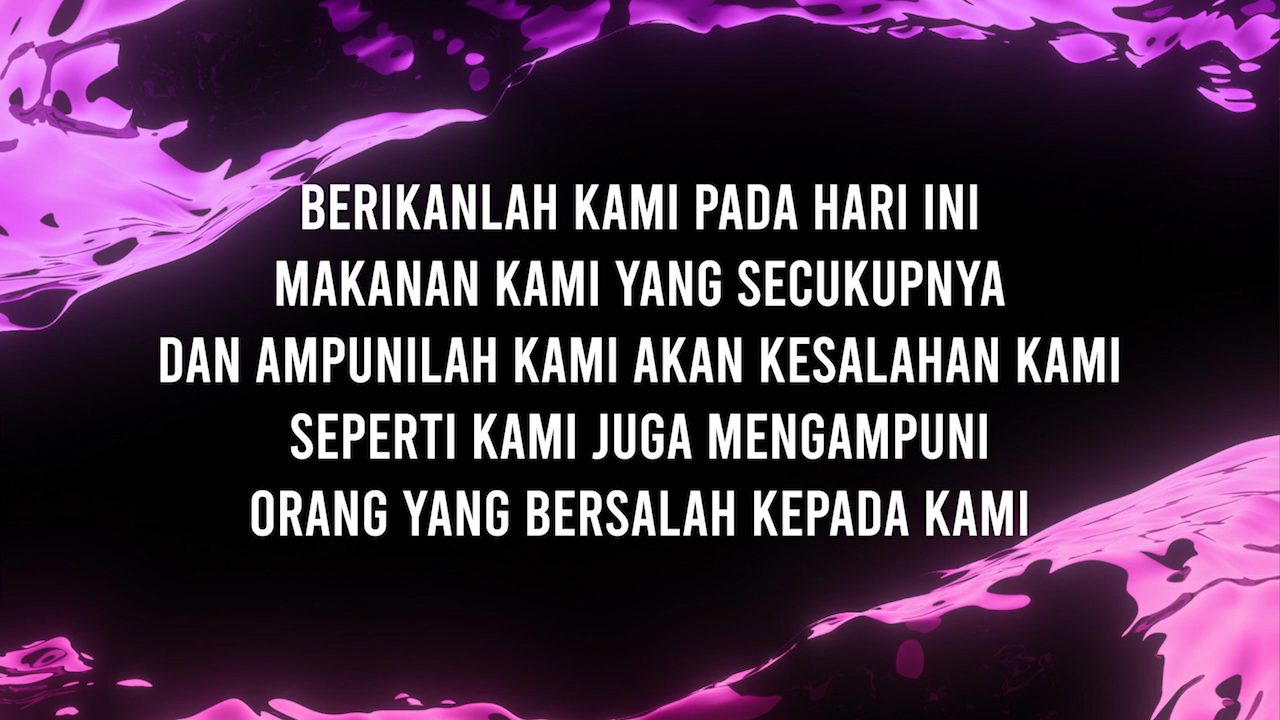 BERIKANLAH KAMI PADA HARI INI
MAKANAN KAMI YANG SECUKUPNYA
DAN AMPUNILAH KAMI AKAN KESALAHAN KAMI
SEPERTI KAMI JUGA MENGAMPUNI
ORANG YANG BERSALAH KEPADA KAMI